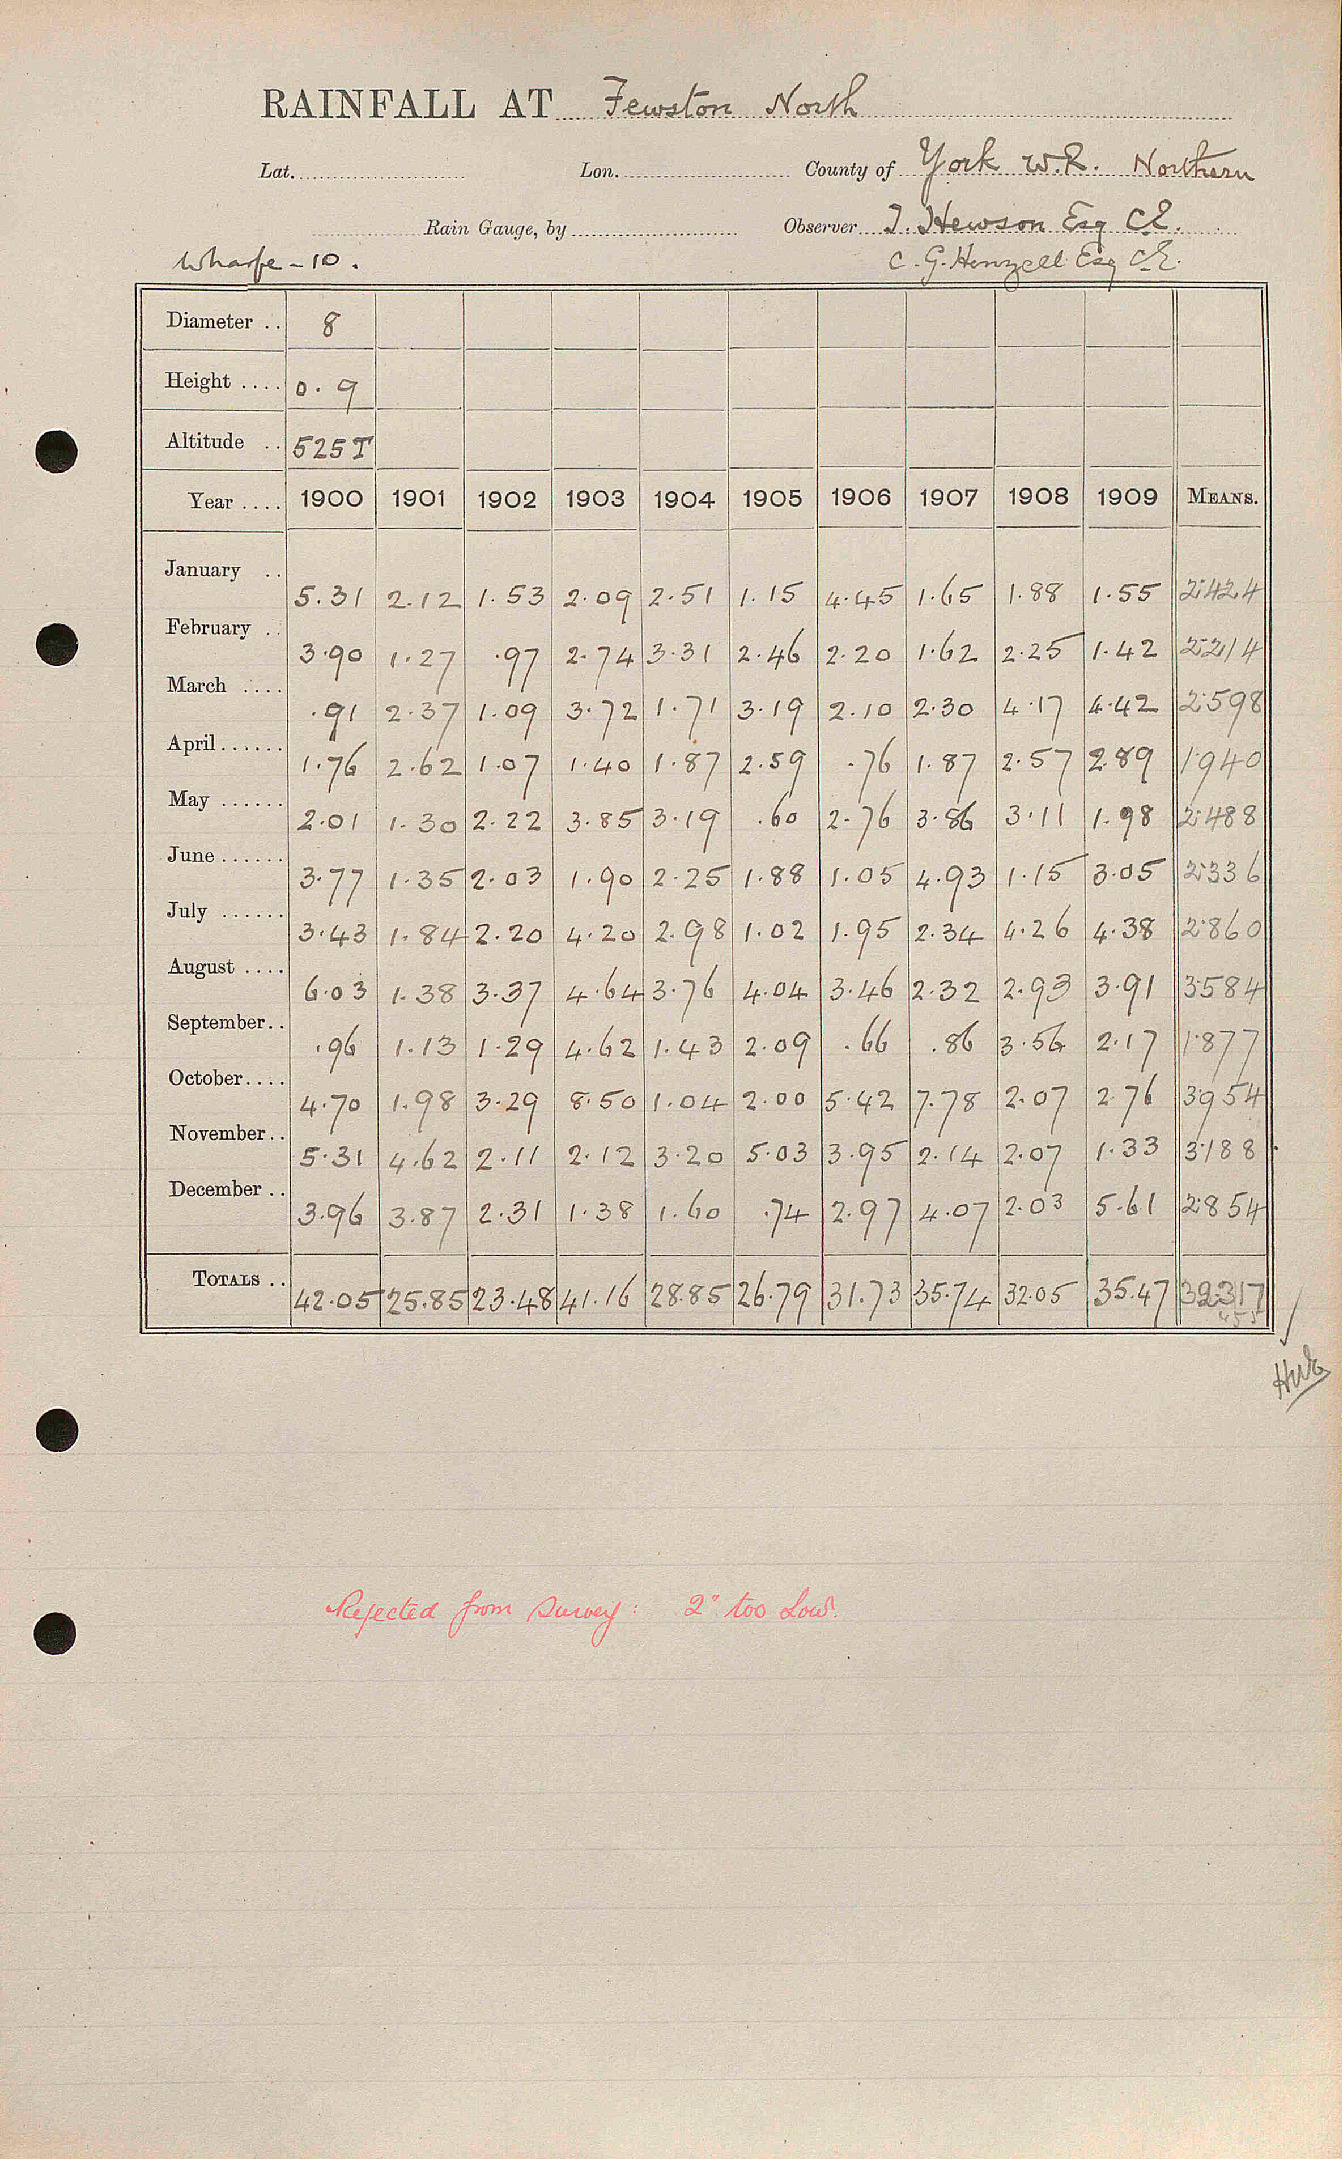 RAINFALL AT Fewston North
Lat. Lon. County of York W.R. Northern
Rain Gauge, by Observer T. Hewson Esq C.E.
Wharfe - 10. C. G. Henzell Esq C.E.
Diameter .. 8
Height .... 0.9
Altitude .. 525 T
Year .... 1900 1901 1902 1903 1904 1905 1906 1907 1908 1909 MEANS.
January .. 5.31 2.12 1.53 2.09 2.51 1.15 4.45 1.65 1.88 1.55 2.424
February .. 3.90 1.27 .97 2.74 3.31 2.46 2.20 1.62 2.25 1.42 2.214
March .... .91 2.37 1.09 3.72 1.71 3.19 2.10 2.30 4.17 4.42 2.598
April ...... 1.76 2.62 1.07 1.40 1.87 2.59 .76 1.87 2.57 2.89 1.940
May ...... 2.01 1.30 2.22 3.85 3.19 .60 2.76 3.86 3.11 1.98 2.488
June ...... 3.77 1.35 2.03 1.90 2.25 1.88 1.05 4.93 1.15 3.05 2.336
July ...... 3.43 1.84 2.20 4.20 2.98 1.02 1.95 2.34 4.26 4.38 2.860
August .... 6.03 1.38 3.37 4.64 3.76 4.04 3.46 2.32 2.93 3.91 3.584
September.. .96 1.13 1.29 4.62 1.43 2.09 .66 .86 3.56 2.17 1.877
October.... 4.70 1.98 3.29 8.50 1.04 2.00 5.42 7.78 2.07 2.76 3.954
November.. 5.31 4.62 2.11 2.12 3.20 5.03 3.95 2.14 2.07 1.33 3.188
December .. 3.96 3.87 2.31 1.38 1.60 .74 2.97 4.07 2.03 5.61 2.854
TOTALS .. 42.05 25.85 23.48 41.16 28.85 26.79 31.73 35.74 32.05 35.47 32.317
Rejected from Survey: 2" too Low.